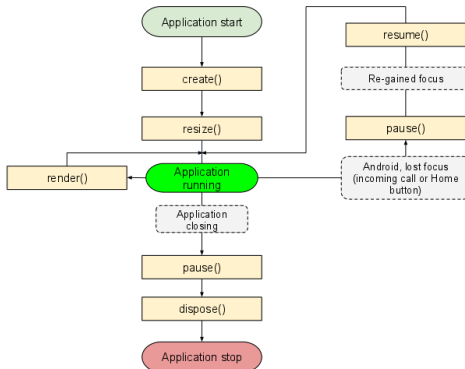 Application start
resume()
create()
Re-gained focus
resize()
pause()
render()
Application
running
Android, lost focus
(incoming call or Home
button)
Application
closing
pause()
dispose()
Application stop